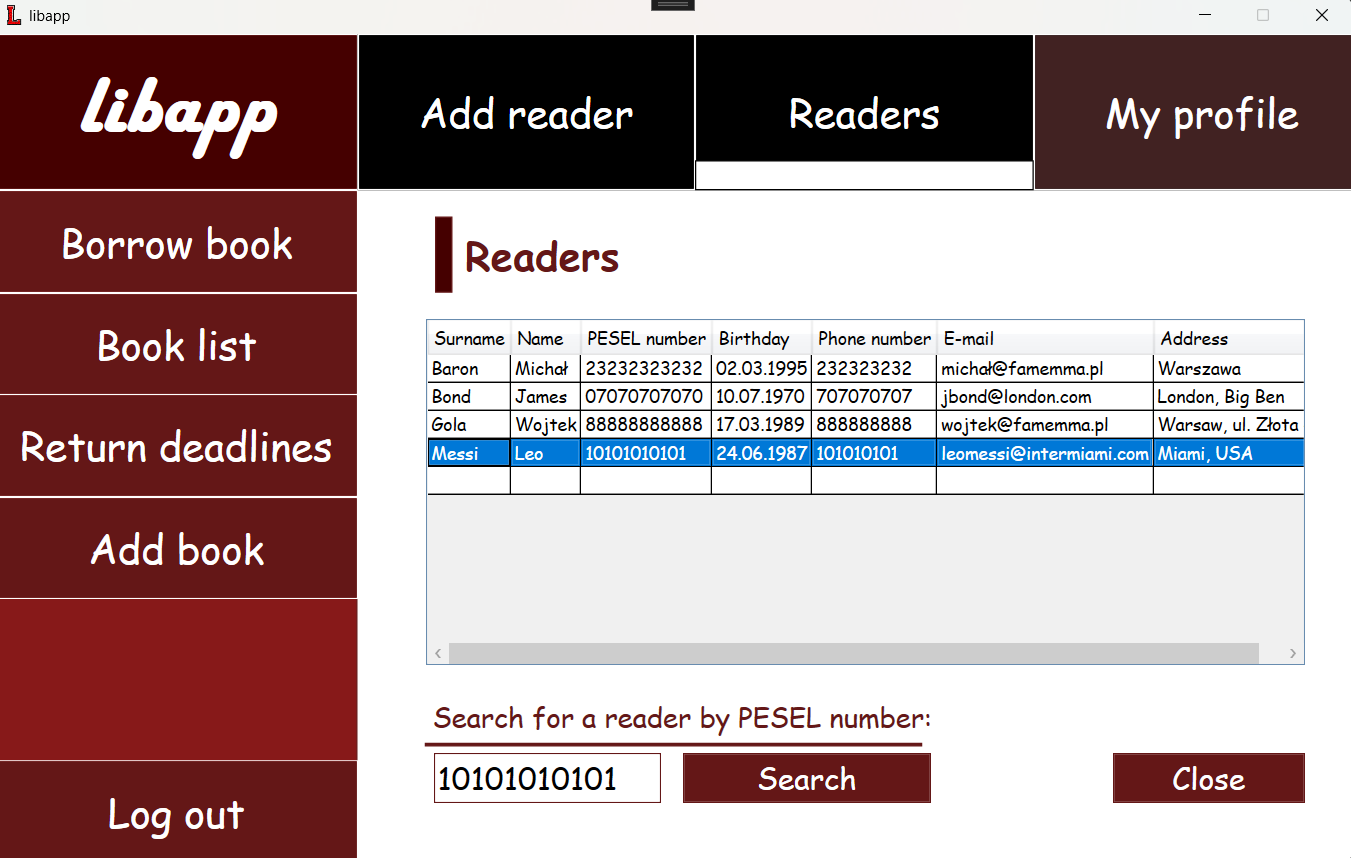 libapp
libapp
Add reader
Readers
My profile
Borrow book
Book list
Return deadlines
Add book
Log out
Readers
Surname Name PESEL number Birthday Phone number E-mail Address
Baron Michał 23232323232 02.03.1995 232323232 michał@famemma.pl Warszawa
Bond James 07070707070 10.07.1970 707070707 jbond@london.com London, Big Ben
Gola Wojtek 88888888888 17.03.1989 888888888 wojtek@famemma.pl Warsaw, ul. Złota
Messi Leo 10101010101 24.06.1987 101010101 leomessi@intermiami.com Miami, USA
Search for a reader by PESEL number:
10101010101
Search
Close